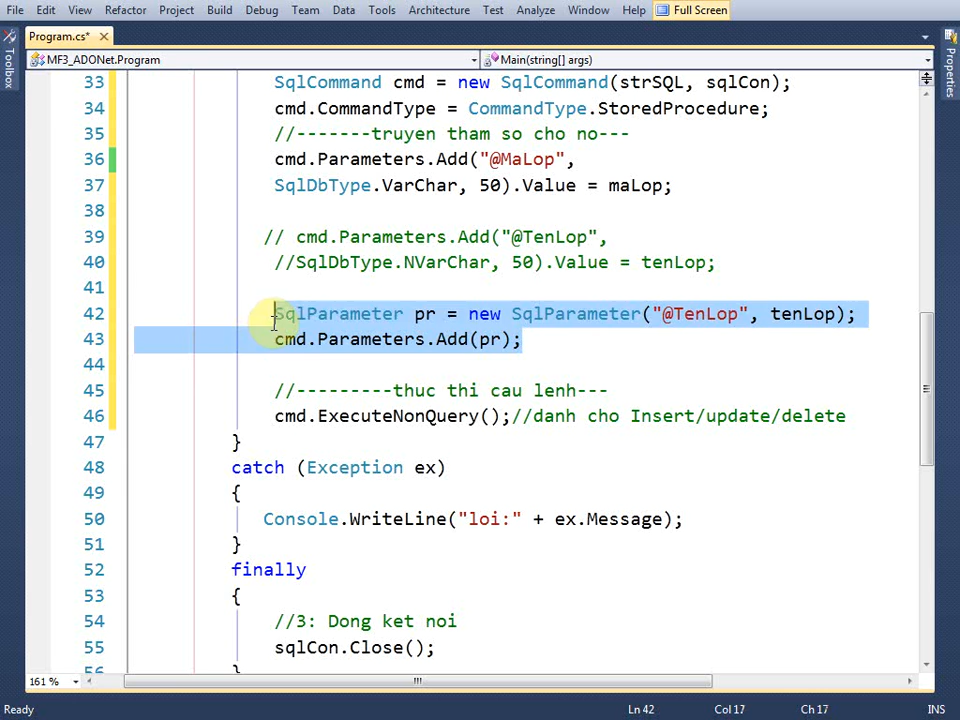 File Edit View Refactor Project Build Debug Team Data Tools Architecture Test Analyze Window Help Full Screen
Program.cs*
Toolbox
Properties
MF3_ADONet.Program
Main(string[] args)
33 SqlCommand cmd = new SqlCommand(strSQL, sqlCon);
34 cmd.CommandType = CommandType.StoredProcedure;
35 //-------truyen tham so cho no---
36 cmd.Parameters.Add("@MaLop",
37 SqlDbType.VarChar, 50).Value = maLop;
38
39 // cmd.Parameters.Add("@TenLop",
40 //SqlDbType.NVarChar, 50).Value = tenLop;
41
42 SqlParameter pr = new SqlParameter("@TenLop", tenLop);
43 cmd.Parameters.Add(pr);
44
45 //---------thuc thi cau lenh---
46 cmd.ExecuteNonQuery();//danh cho Insert/update/delete
47 }
48 catch (Exception ex)
49 {
50 Console.WriteLine("loi:" + ex.Message);
51 }
52 finally
53 {
54 //3: Dong ket noi
55 sqlCon.Close();
56 }
161 %
Ready
Ln 42
Col 17
Ch 17
INS